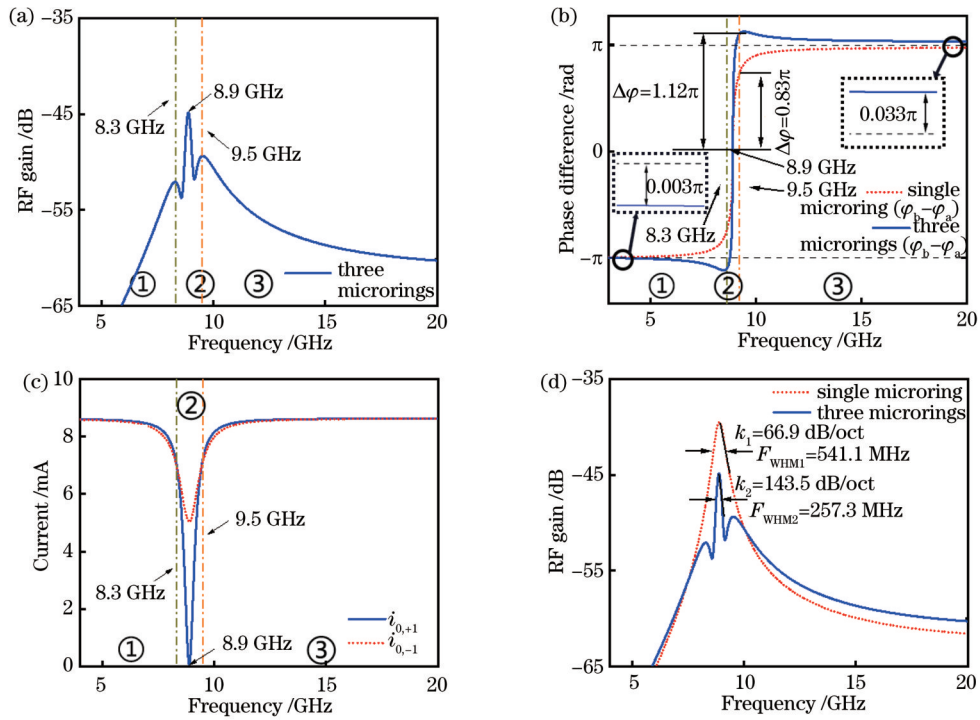 (a)
−35
−45
−55
−65
RF gain /dB
8.3 GHz
8.9 GHz
9.5 GHz
① ② ③
three
microrings
5 10 15 20
Frequency /GHz
(b)
π
0
−π
Phase difference /rad
Δφ=1.12π
Δφ=0.83π
0.033π
0.003π
8.9 GHz
9.5 GHz
8.3 GHz
single
microring (φb−φa)
three
microrings (φb−φa)
① ② ③
5 10 15 20
Frequency /GHz
(c)
10
8
6
4
2
0
Current /mA
②
9.5 GHz
8.3 GHz
8.9 GHz
i0,+1
i0,−1
① ③
5 10 15 20
Frequency /GHz
(d)
−35
−45
−55
−65
RF gain /dB
single microring
three microrings
k1=66.9 dB/oct
FWHM1=541.1 MHz
k2=143.5 dB/oct
FWHM2=257.3 MHz
5 10 15 20
Frequency /GHz